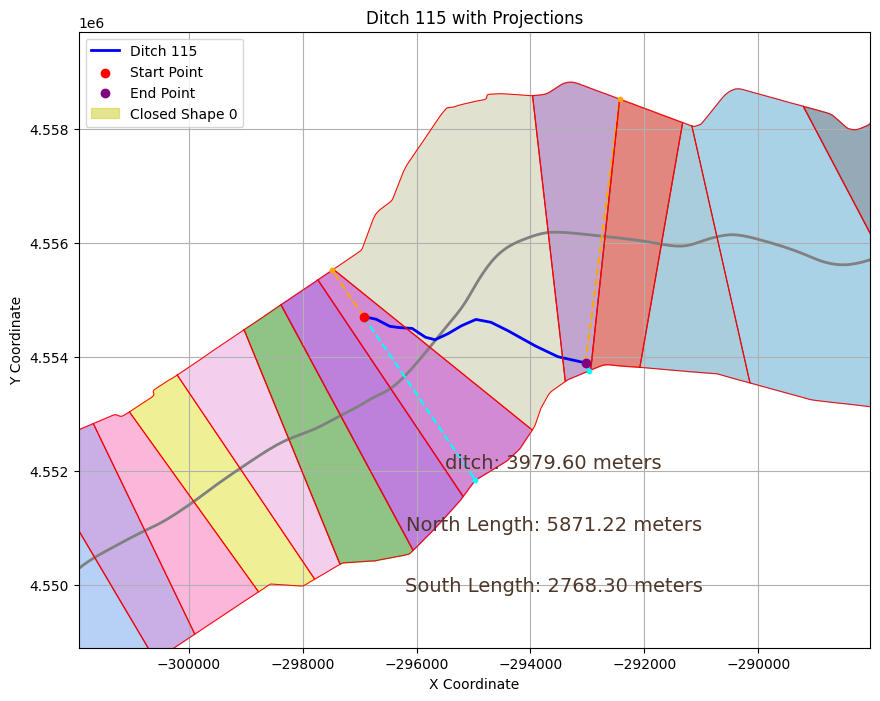 Ditch 115 with Projections
1e6
Ditch 115
Start Point
End Point
Closed Shape 0
4.558
4.556
4.554
4.552
4.550
Y Coordinate
ditch: 3979.60 meters
North Length: 5871.22 meters
South Length: 2768.30 meters
−300000
−298000
−296000
−294000
−292000
−290000
X Coordinate